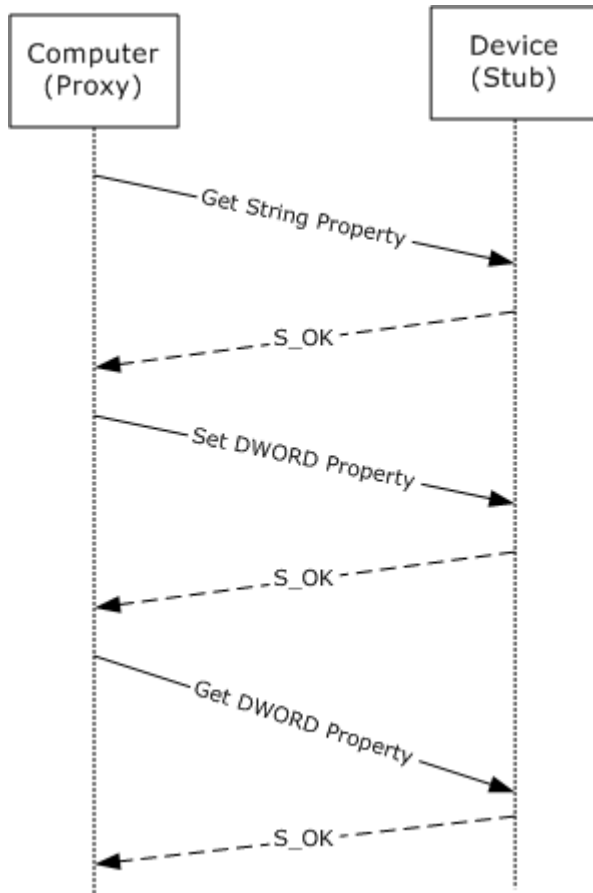 Computer
(Proxy)
Device
(Stub)
Get String Property
S_OK
Set DWORD Property
S_OK
Get DWORD Property
S_OK